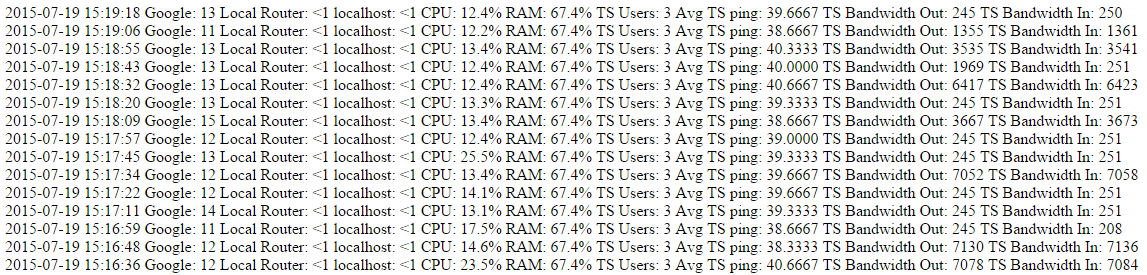 2015-07-19 15:19:18 Google: 13 Local Router: <1 localhost: <1 CPU: 12.4% RAM: 67.4% TS Users: 3 Avg TS ping: 39.6667 TS Bandwidth Out: 245 TS Bandwidth In: 250
2015-07-19 15:19:06 Google: 11 Local Router: <1 localhost: <1 CPU: 12.2% RAM: 67.4% TS Users: 3 Avg TS ping: 38.6667 TS Bandwidth Out: 1355 TS Bandwidth In: 1361
2015-07-19 15:18:55 Google: 13 Local Router: <1 localhost: <1 CPU: 13.4% RAM: 67.4% TS Users: 3 Avg TS ping: 40.3333 TS Bandwidth Out: 3535 TS Bandwidth In: 3541
2015-07-19 15:18:43 Google: 13 Local Router: <1 localhost: <1 CPU: 12.4% RAM: 67.4% TS Users: 3 Avg TS ping: 40.0000 TS Bandwidth Out: 1969 TS Bandwidth In: 251
2015-07-19 15:18:32 Google: 13 Local Router: <1 localhost: <1 CPU: 12.4% RAM: 67.4% TS Users: 3 Avg TS ping: 40.6667 TS Bandwidth Out: 6417 TS Bandwidth In: 6423
2015-07-19 15:18:20 Google: 13 Local Router: <1 localhost: <1 CPU: 13.3% RAM: 67.4% TS Users: 3 Avg TS ping: 39.3333 TS Bandwidth Out: 245 TS Bandwidth In: 251
2015-07-19 15:18:09 Google: 15 Local Router: <1 localhost: <1 CPU: 13.4% RAM: 67.4% TS Users: 3 Avg TS ping: 38.6667 TS Bandwidth Out: 3667 TS Bandwidth In: 3673
2015-07-19 15:17:57 Google: 12 Local Router: <1 localhost: <1 CPU: 12.4% RAM: 67.4% TS Users: 3 Avg TS ping: 39.0000 TS Bandwidth Out: 245 TS Bandwidth In: 251
2015-07-19 15:17:45 Google: 13 Local Router: <1 localhost: <1 CPU: 25.5% RAM: 67.4% TS Users: 3 Avg TS ping: 39.3333 TS Bandwidth Out: 245 TS Bandwidth In: 251
2015-07-19 15:17:34 Google: 12 Local Router: <1 localhost: <1 CPU: 13.4% RAM: 67.4% TS Users: 3 Avg TS ping: 39.6667 TS Bandwidth Out: 7052 TS Bandwidth In: 7058
2015-07-19 15:17:22 Google: 12 Local Router: <1 localhost: <1 CPU: 14.1% RAM: 67.4% TS Users: 3 Avg TS ping: 39.6667 TS Bandwidth Out: 245 TS Bandwidth In: 251
2015-07-19 15:17:11 Google: 14 Local Router: <1 localhost: <1 CPU: 13.1% RAM: 67.4% TS Users: 3 Avg TS ping: 39.3333 TS Bandwidth Out: 245 TS Bandwidth In: 251
2015-07-19 15:16:59 Google: 11 Local Router: <1 localhost: <1 CPU: 17.5% RAM: 67.4% TS Users: 3 Avg TS ping: 38.6667 TS Bandwidth Out: 245 TS Bandwidth In: 208
2015-07-19 15:16:48 Google: 12 Local Router: <1 localhost: <1 CPU: 14.6% RAM: 67.4% TS Users: 3 Avg TS ping: 38.3333 TS Bandwidth Out: 7130 TS Bandwidth In: 7136
2015-07-19 15:16:36 Google: 12 Local Router: <1 localhost: <1 CPU: 23.5% RAM: 67.4% TS Users: 3 Avg TS ping: 40.6667 TS Bandwidth Out: 7078 TS Bandwidth In: 7084